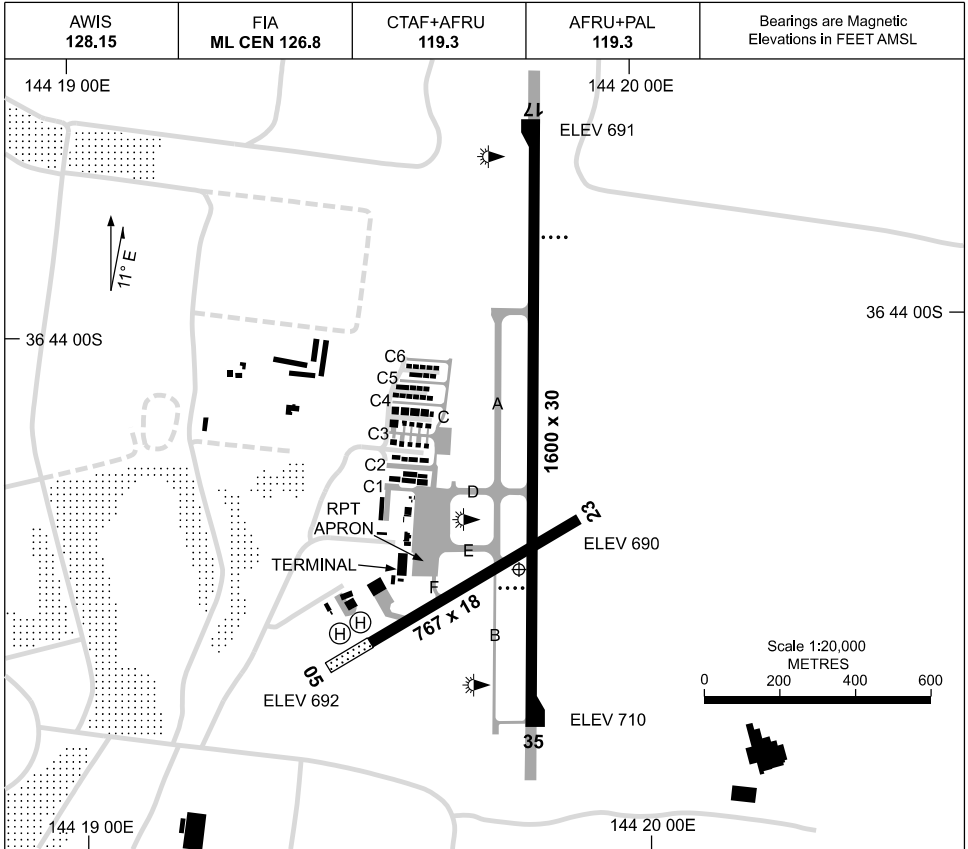 AWIS
128.15
FIA
ML CEN 126.8
CTAF+AFRU
119.3
AFRU+PAL
119.3
Bearings are Magnetic
Elevations in FEET AMSL
144 19 00E
144 20 00E
17
ELEV 691
11° E
36 44 00S
36 44 00S
C6
C5
C4
C
C3
C2
C1
A
1600 x 30
D
RPT
APRON
23
ELEV 690
E
TERMINAL
F
767 x 18
H
H
B
05
ELEV 692
Scale 1:20,000
METRES
0
200
400
600
ELEV 710
35
144 19 00E
144 20 00E